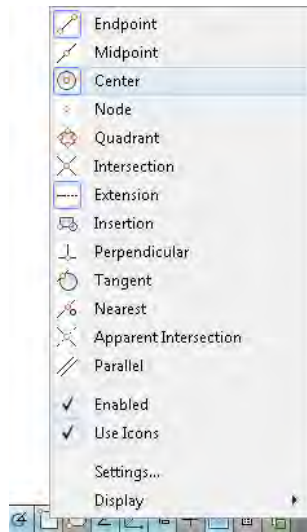 Endpoint
Midpoint
Center
Node
Quadrant
Intersection
Extension
Insertion
Perpendicular
Tangent
Nearest
Apparent Intersection
Parallel
Enabled
Use Icons
Settings...
Display